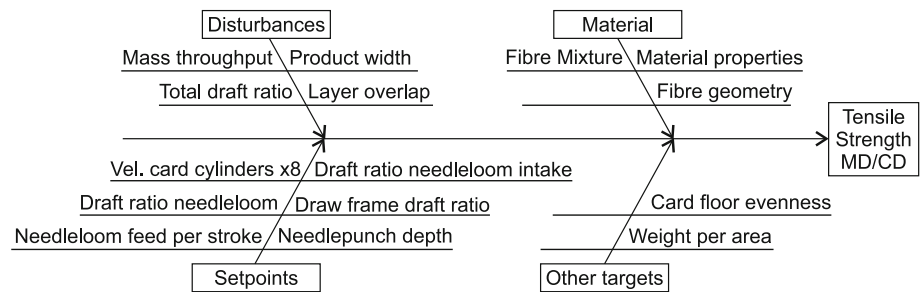 Disturbances
Material
Mass throughput Product width
Fibre Mixture Material properties
Total draft ratio Layer overlap
Fibre geometry
Tensile
Strength
MD/CD
Vel. card cylinders x8 Draft ratio needleloom intake
Draft ratio needleloom Draw frame draft ratio
Card floor evenness
Needleloom feed per stroke Needlepunch depth
Weight per area
Setpoints
Other targets